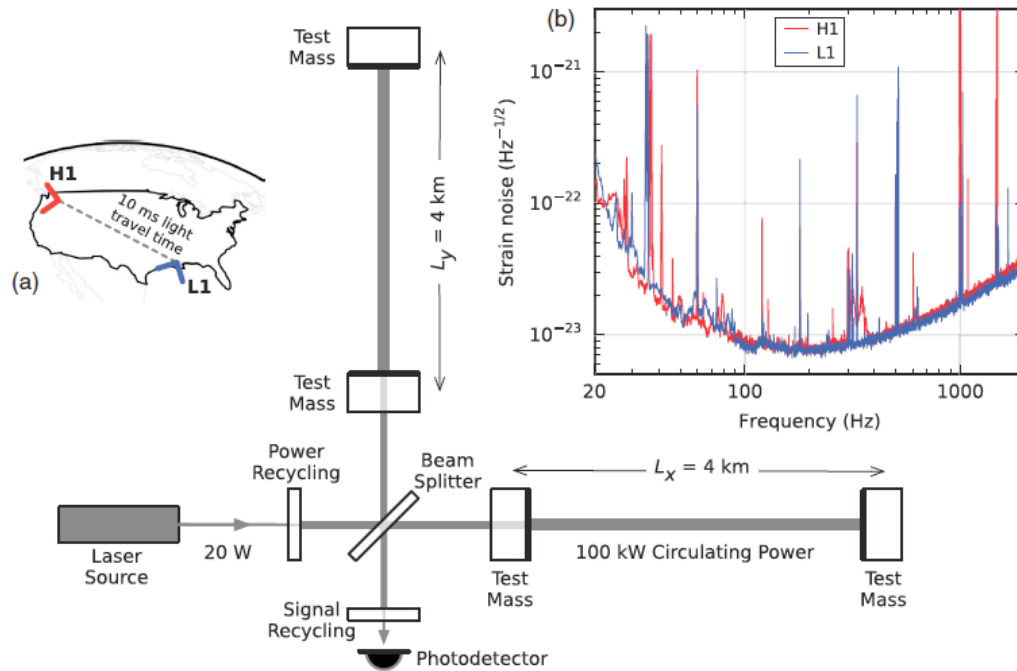 Test
Mass
L_y = 4 km
H1
10 ms light
travel time
L1
(a)
Test
Mass
Power
Recycling
Beam
Splitter
L_x = 4 km
Laser
Source
20 W
100 kW Circulating Power
Test
Mass
Test
Mass
Signal
Recycling
Photodetector
(b)
H1
L1
Strain noise (Hz^{-1/2})
10^{-21}
10^{-22}
10^{-23}
20
100
1000
Frequency (Hz)